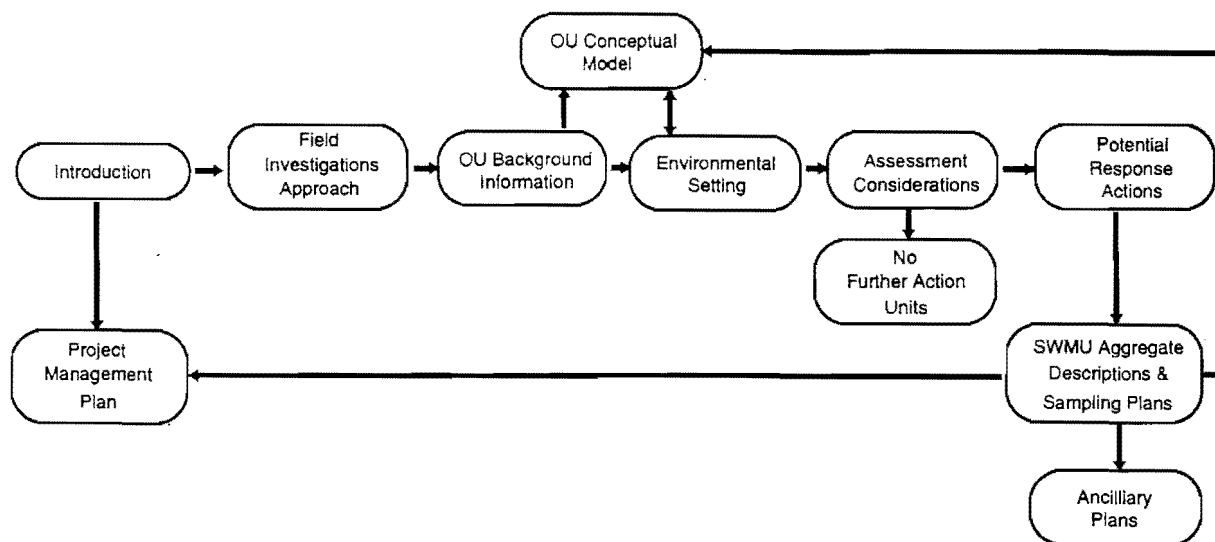 OU Conceptual
Model
Introduction
Field
Investigations
Approach
OU Background
Information
Environmental
Setting
Assessment
Considerations
Potential
Response
Actions
No
Further Action
Units
Project
Management
Plan
SWMU Aggregate
Descriptions &
Sampling Plans
Ancilliary
Plans